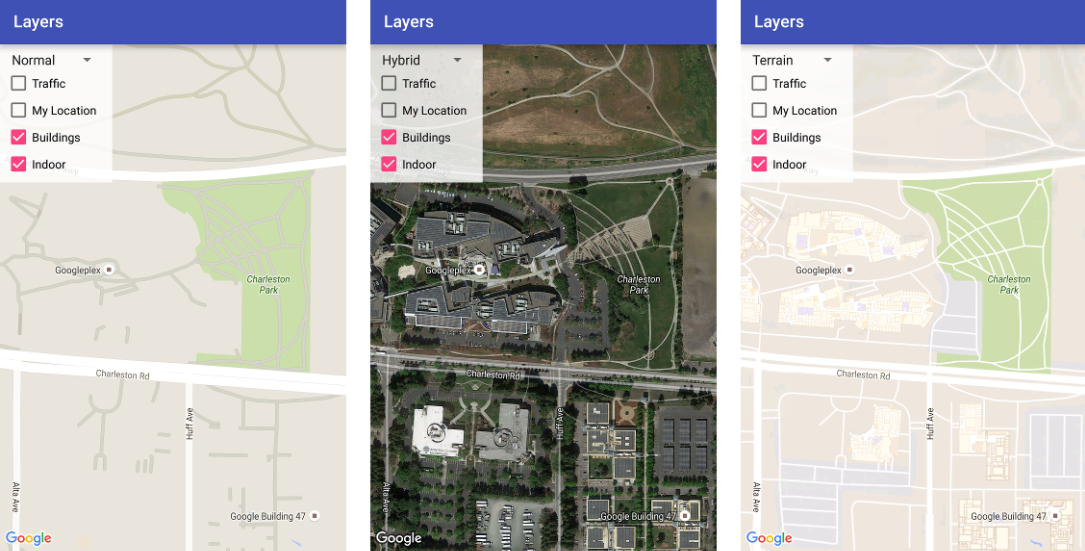 Layers
Normal
Traffic
My Location
Buildings
Indoor
Googleplex
Charleston
Park
Charleston Rd
Huff Ave
Alta Ave
Google Building 47
Google
Layers
Hybrid
Traffic
My Location
Buildings
Indoor
Googleplex
Charleston
Park
Charleston Rd
Huff Ave
Alta Ave
Google Building 47
Google
Layers
Terrain
Traffic
My Location
Buildings
Indoor
Googleplex
Charleston
Park
Charleston Rd
Huff Ave
Alta Ave
Google Building 47
Google